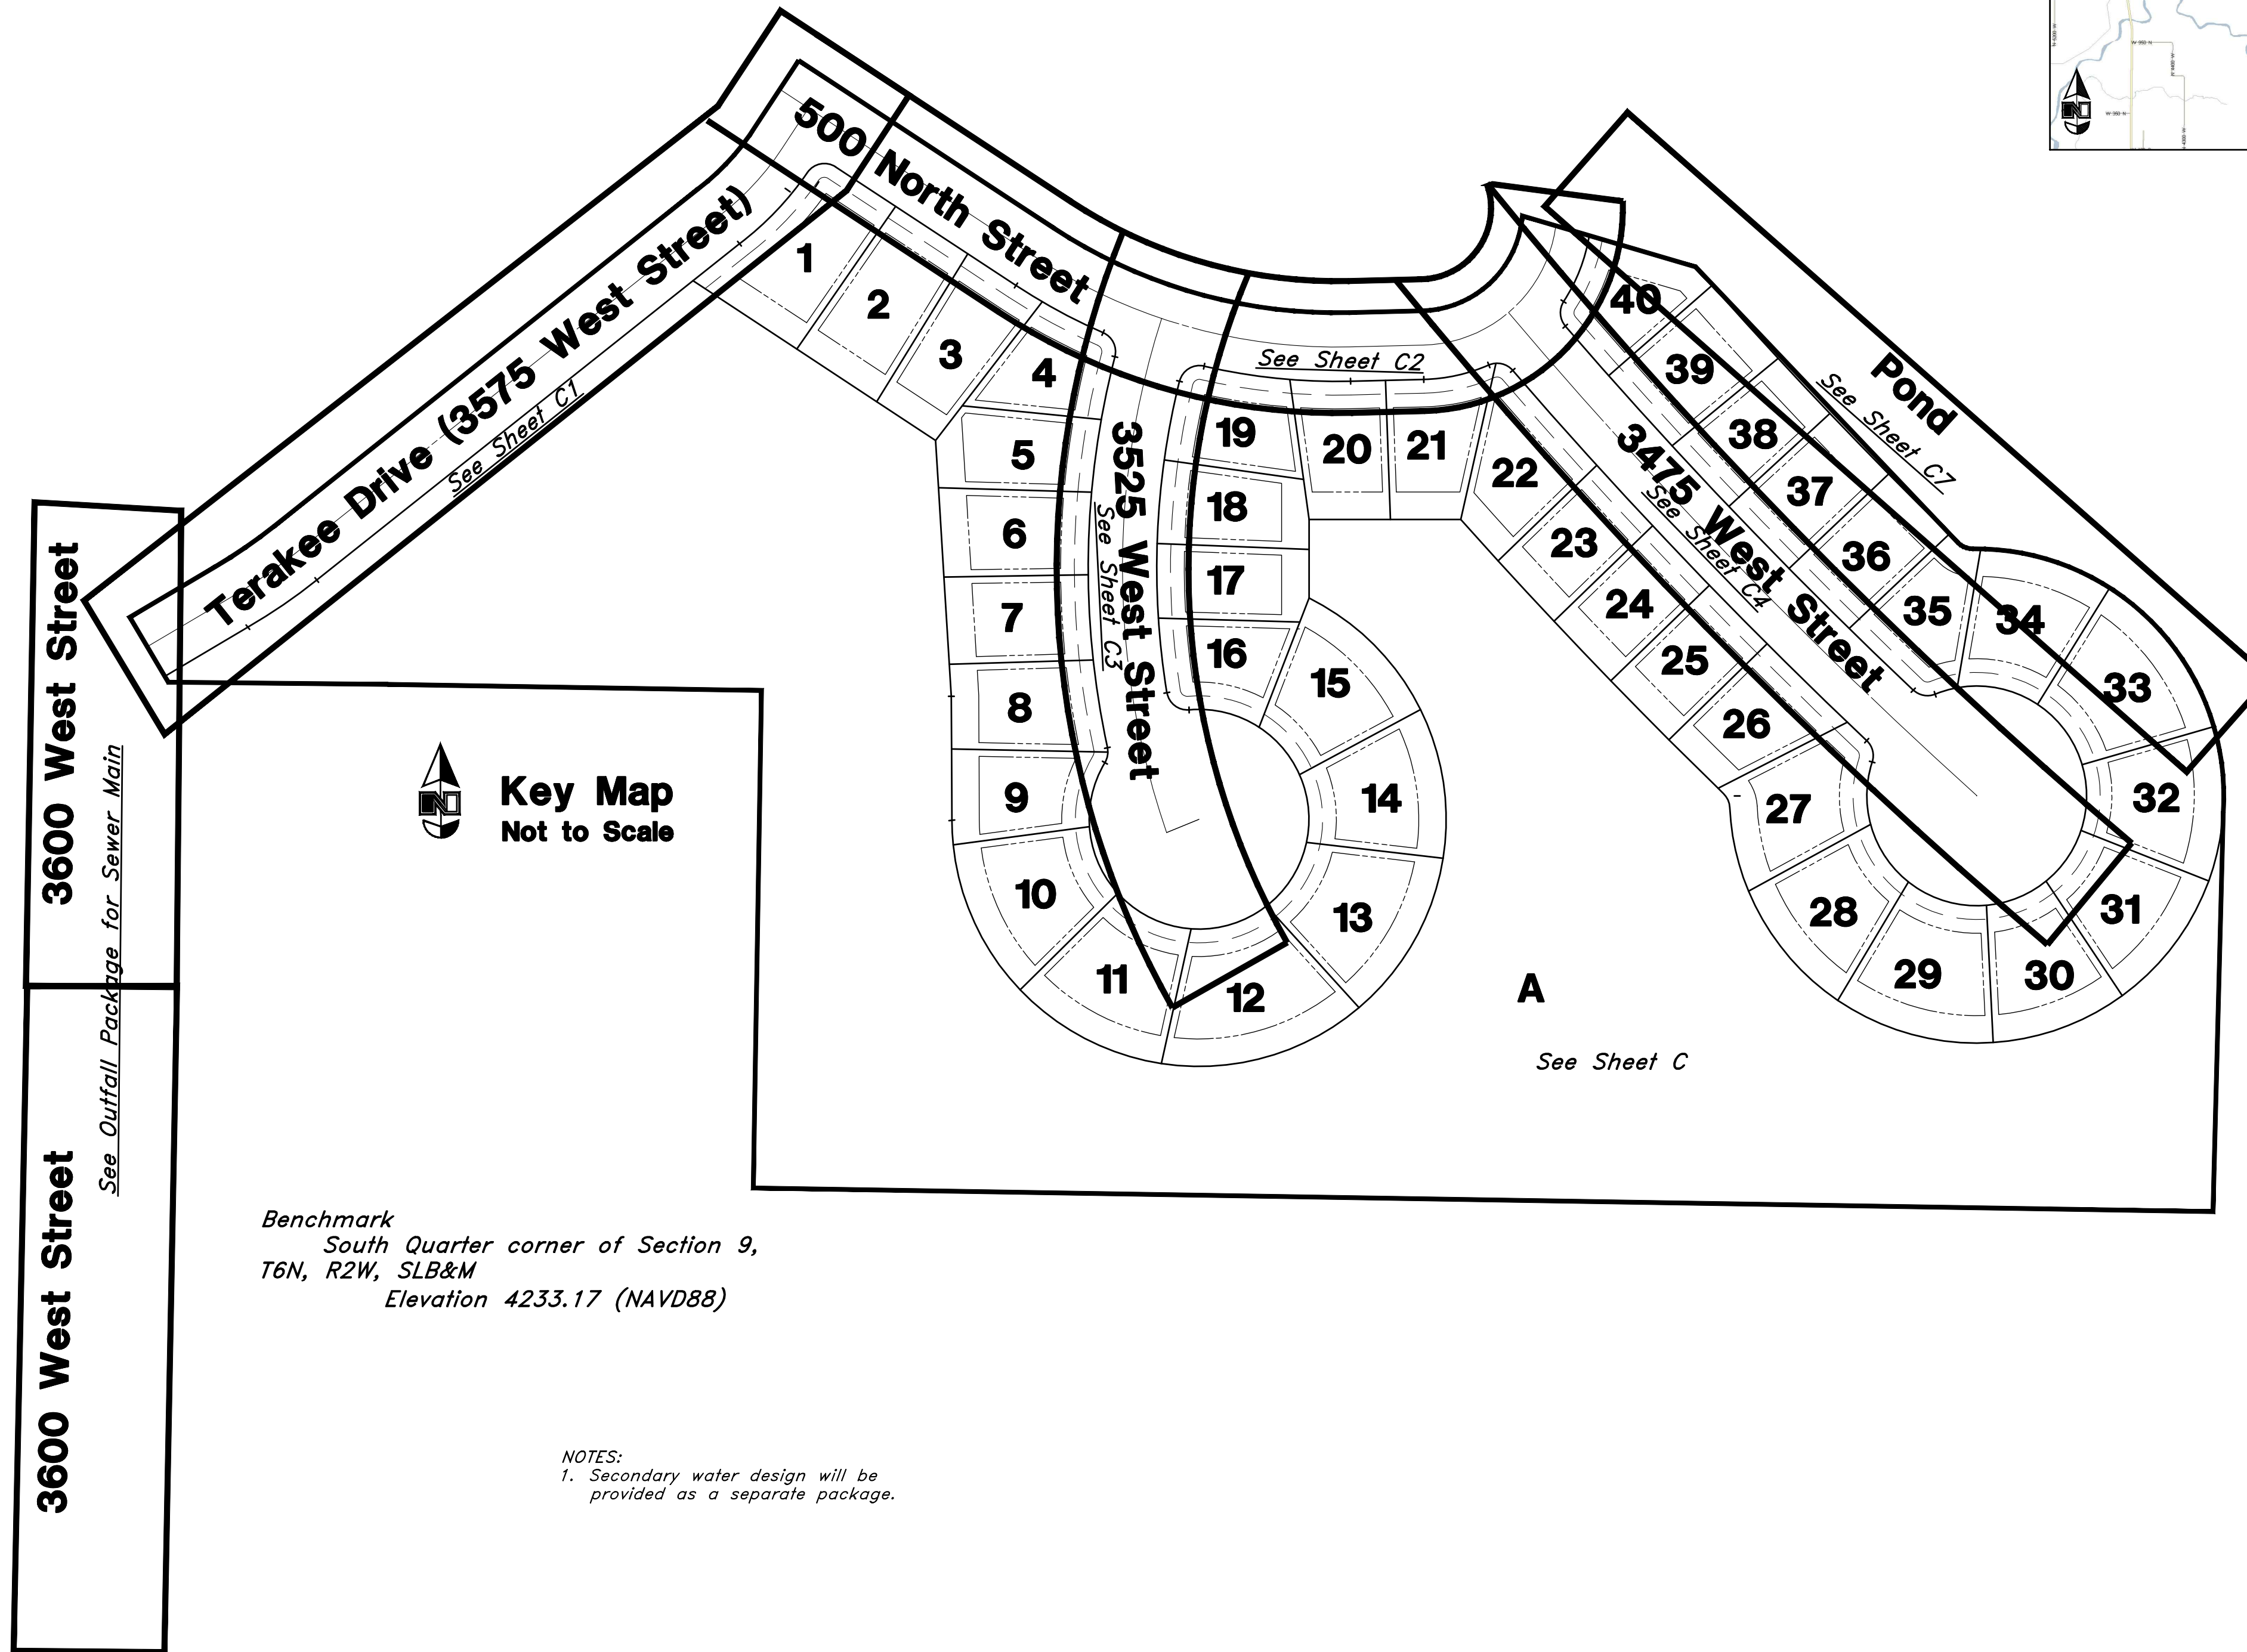 500 North Street
Terakee Drive (3575 West Street)
See Sheet C1
See Sheet C2
3525 West Street
See Sheet C3
3475 West Street
See Sheet C4
Pond
See Sheet C7
1
2
3
4
5
6
7
8
9
10
11
12
13
14
15
16
17
18
19
20
21
22
23
24
25
26
27
28
29
30
31
32
33
34
35
36
37
38
39
40
A
See Sheet C
3600 West Street
See Outfall Package for Sewer Main
3600 West Street
N
Key Map
Not to Scale
Benchmark
South Quarter corner of Section 9,
T6N, R2W, SLB&M
Elevation 4233.17 (NAVD88)
NOTES:
1. Secondary water design will be
provided as a separate package.
N